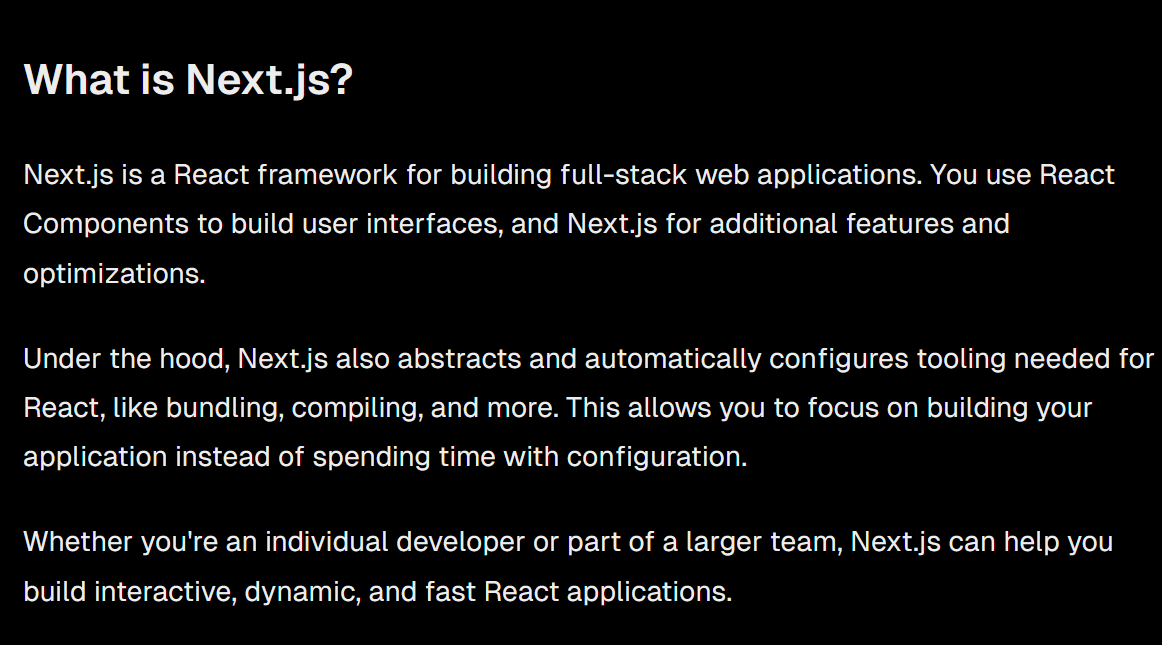 What is Next.js?
Next.js is a React framework for building full-stack web applications. You use React
Components to build user interfaces, and Next.js for additional features and
optimizations.
Under the hood, Next.js also abstracts and automatically configures tooling needed for
React, like bundling, compiling, and more. This allows you to focus on building your
application instead of spending time with configuration.
Whether you're an individual developer or part of a larger team, Next.js can help you
build interactive, dynamic, and fast React applications.